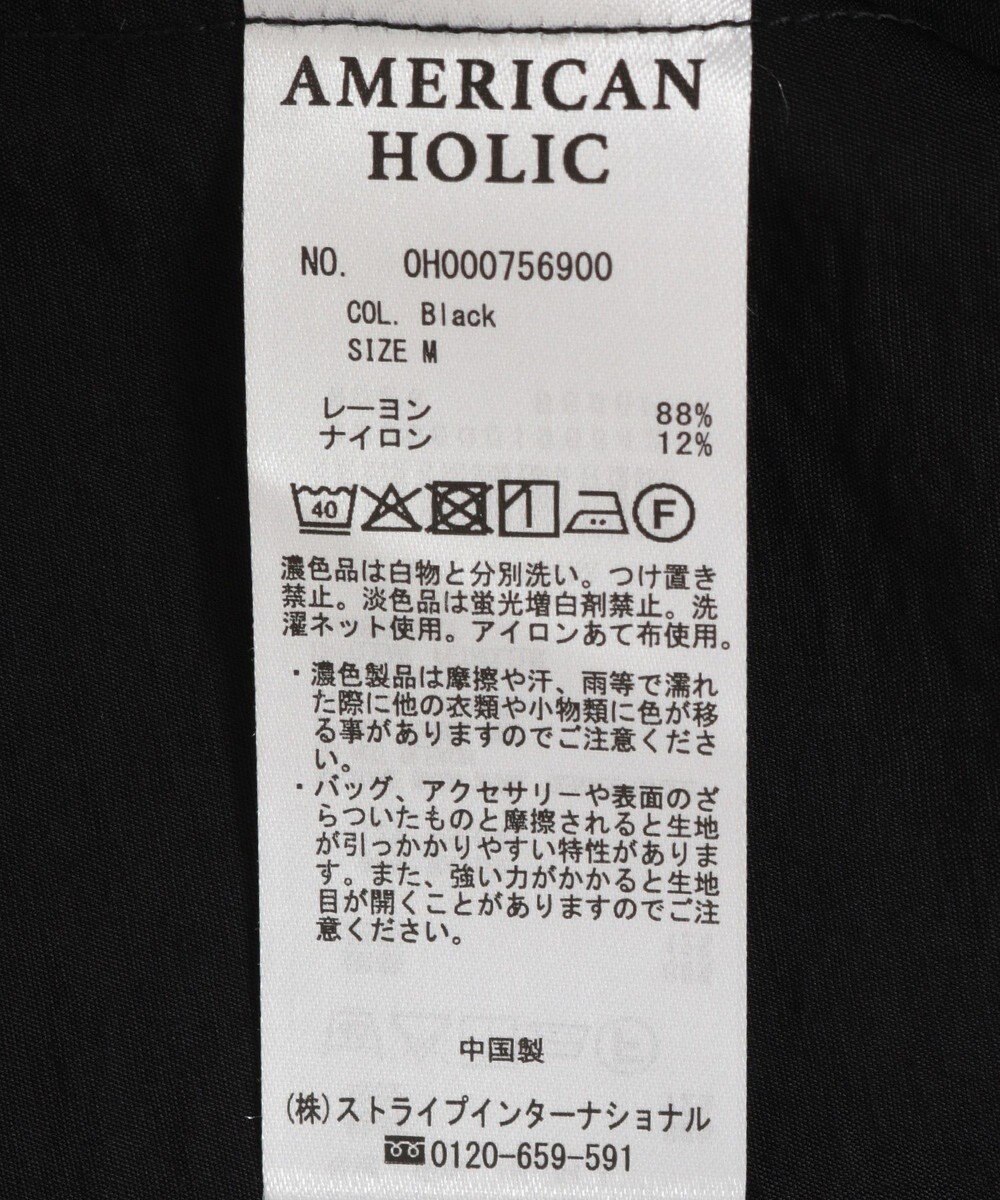 AMERICAN
HOLIC
NO. 0H000756900
COL. Black
SIZE M
レーヨン 88%
ナイロン 12%
40 F
濃色品は白物と分別洗い。つけ置き
禁止。淡色品は蛍光増白剤禁止。洗
濯ネット使用。アイロンあて布使用。
・濃色製品は摩擦や汗、雨等で濡れ
た際に他の衣類や小物類に色が移
る事がありますのでご注意くださ
い。
・バッグ、アクセサリーや表面のざ
らついたものと摩擦されると生地
が引っかかりやすい特性がありま
す。また、強い力がかかると生地
目が開くことがありますのでご注
意ください。
中国製
(株)ストライプインターナショナル
0120-659-591